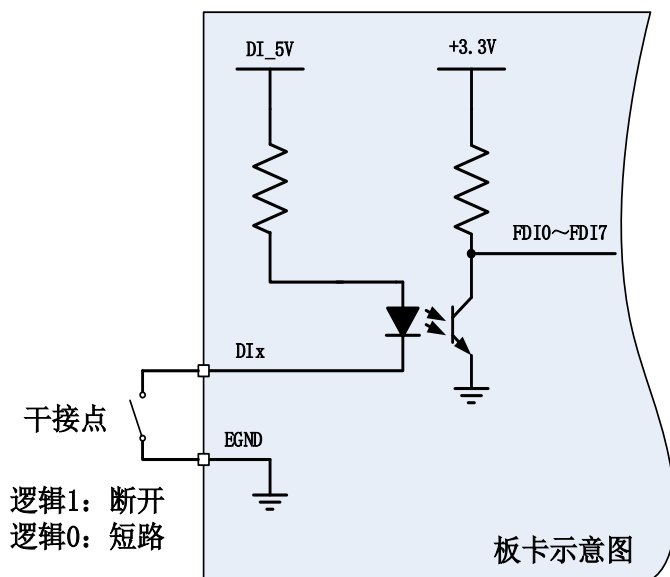 DI_5V
+3.3V
FDI0～FDI7
DIx
干接点
EGND
逻辑1：断开
逻辑0：短路
板卡示意图